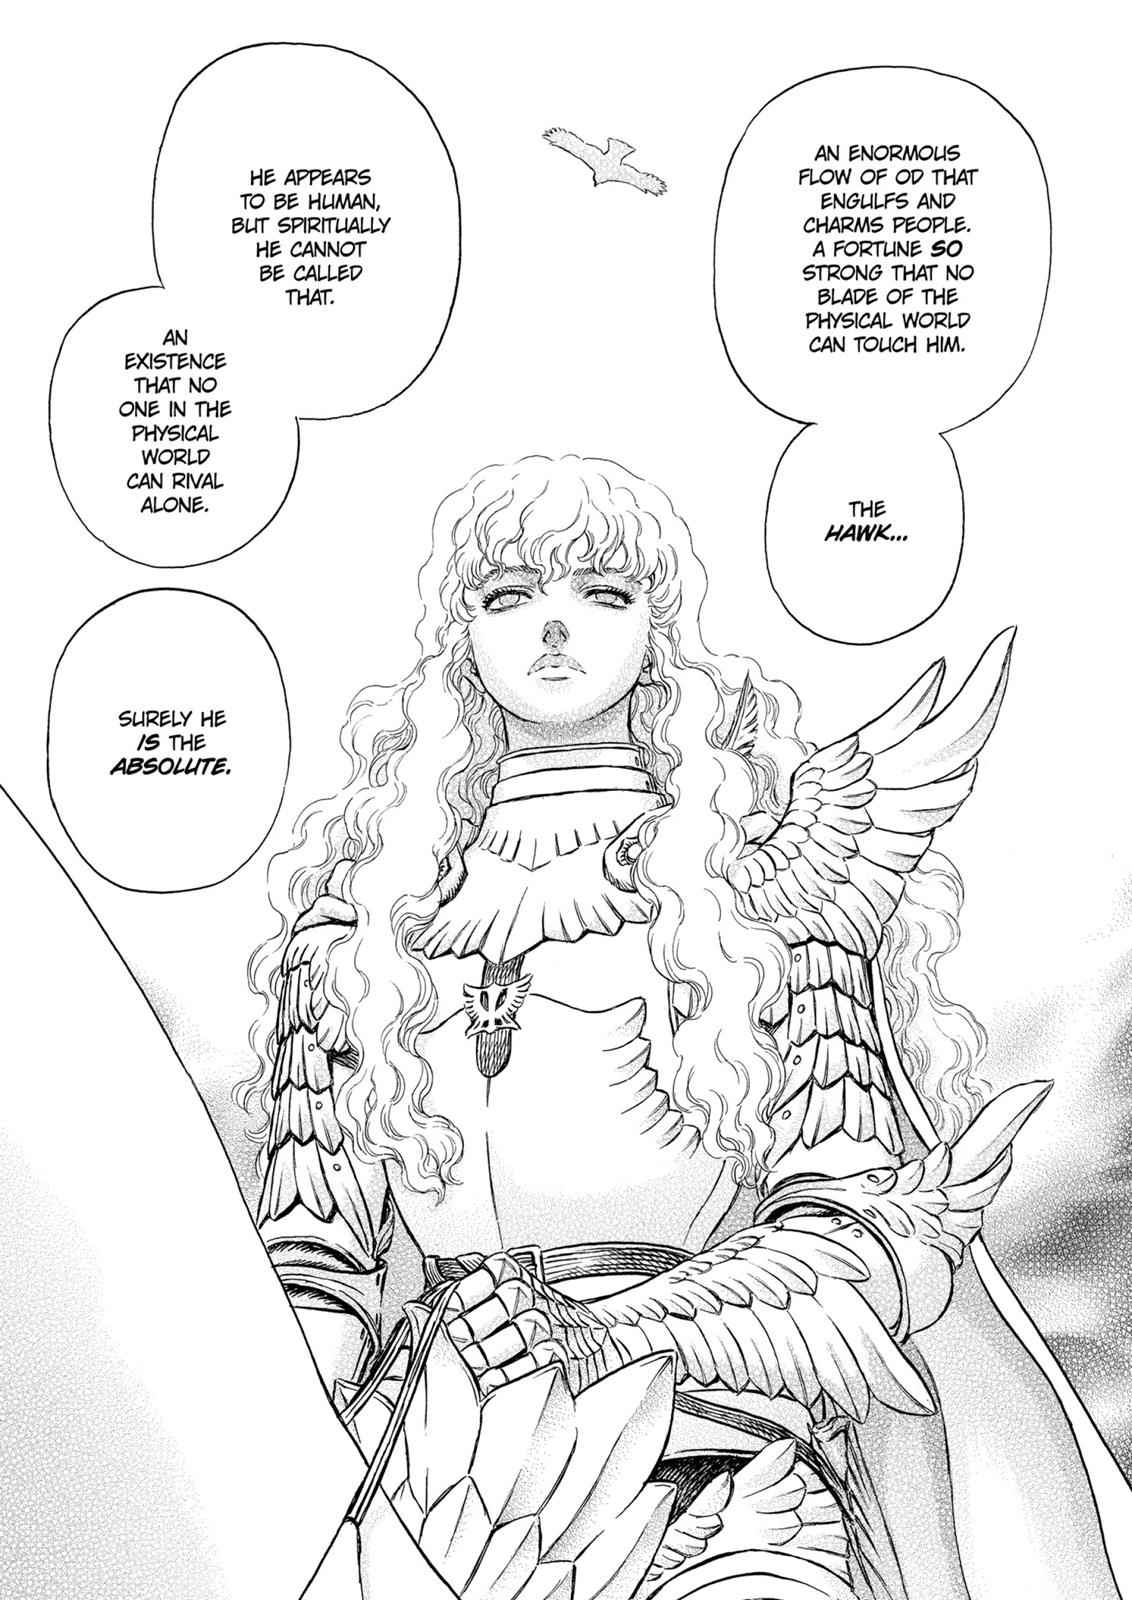 AN ENORMOUS
FLOW OF OD THAT
ENGULFS AND
CHARMS PEOPLE.
A FORTUNE SO
STRONG THAT NO
BLADE OF THE
PHYSICAL WORLD
CAN TOUCH HIM.
THE
HAWK...
HE APPEARS
TO BE HUMAN,
BUT SPIRITUALLY
HE CANNOT
BE CALLED
THAT.
AN
EXISTENCE
THAT NO
ONE IN THE
PHYSICAL
WORLD
CAN RIVAL
ALONE.
SURELY HE
IS THE
ABSOLUTE.